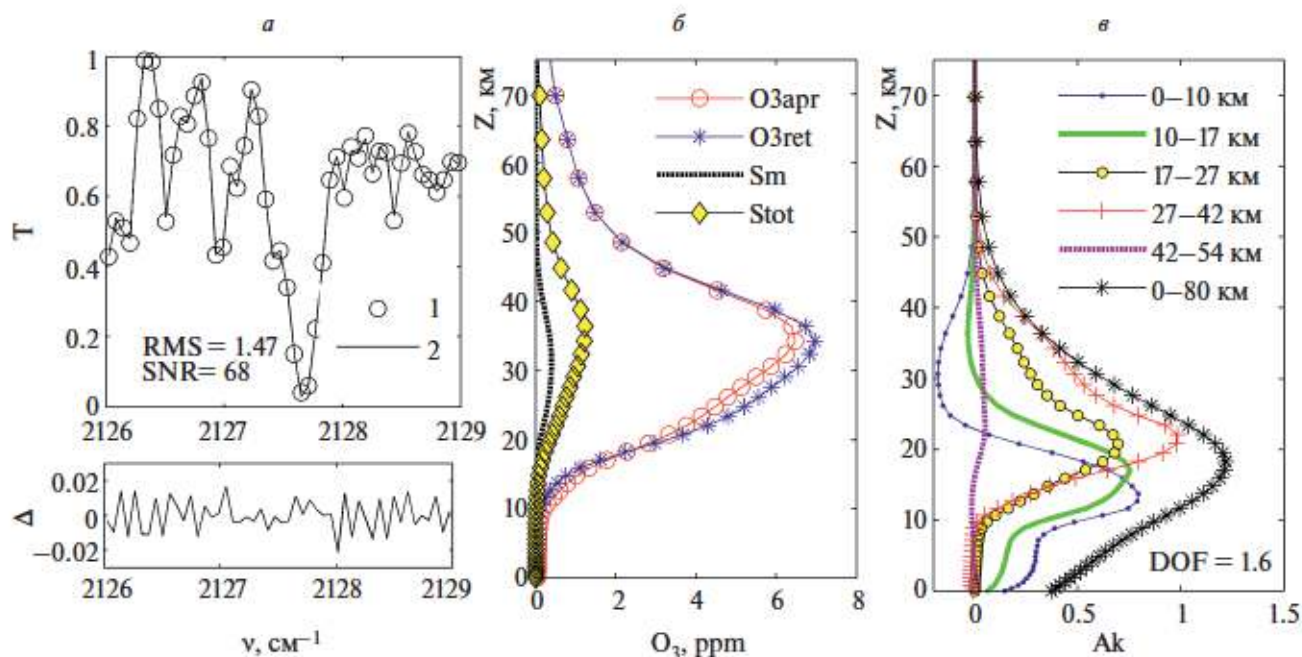 а
1
0.8
0.6
0.4
0.2
0
T
RMS = 1.47
SNR= 68
1
2
2126
2127
2128
2129
0.02
0
−0.02
Δ
2126
2127
2128
2129
ν, см⁻¹
б
Z, км
70
60
50
40
30
20
10
0
O3apr
O3ret
Sm
Stot
0
2
4
6
8
O₃, ppm
в
Z, км
70
60
50
40
30
20
10
0
0−10 км
10−17 км
17−27 км
27−42 км
42−54 км
0−80 км
DOF = 1.6
0
0.5
1
1.5
Ak